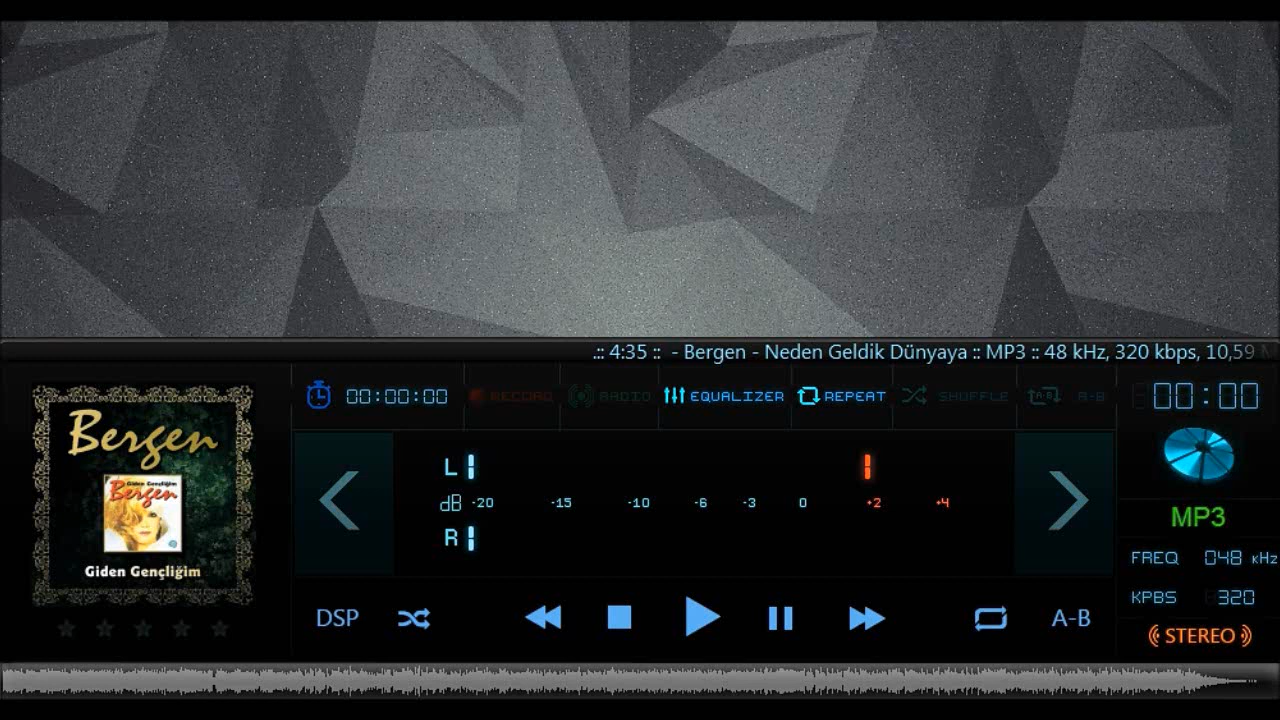 .:: 4:35 :: - Bergen - Neden Geldik Dünyaya :: MP3 :: 48 kHz, 320 kbps, 10,59 M
00:00:00 RECORD RADIO EQUALIZER REPEAT SHUFFLE A-B A-B 00:00
Bergen
Giden Gençliğim
Bergen
Giden Gençliğim
L
dB -20 -15 -10 -6 -3 0 +2 +4
R
MP3
FREQ 048 kHz
KPBS 320
STEREO
DSP A-B